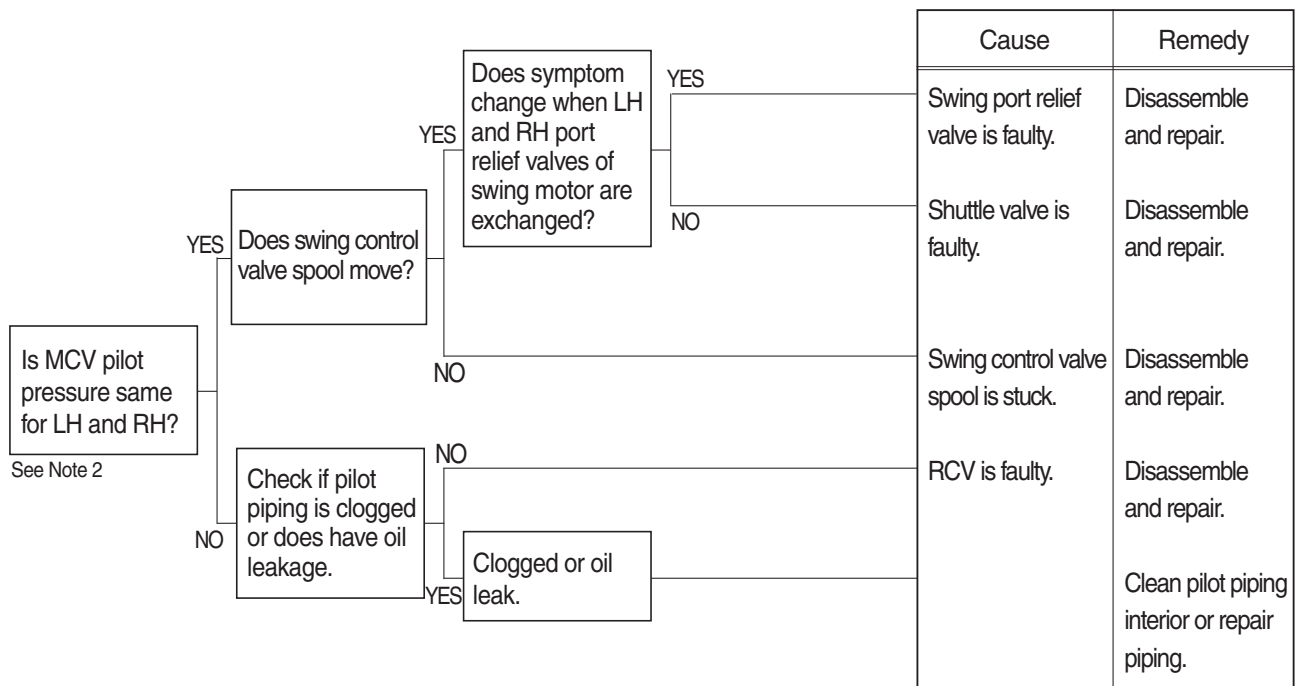 Is MCV pilot
pressure same
for LH and RH?
See Note 2
YES
Does swing control
valve spool move?
YES
Does symptom
change when LH
and RH port
relief valves of
swing motor are
exchanged?
YES
NO
NO
NO
Check if pilot
piping is clogged
or does have oil
leakage.
NO
YES
Clogged or oil
leak.
Cause
Remedy
Swing port relief
valve is faulty.
Disassemble
and repair.
Shuttle valve is
faulty.
Disassemble
and repair.
Swing control valve
spool is stuck.
Disassemble
and repair.
RCV is faulty.
Disassemble
and repair.
Clean pilot piping
interior or repair
piping.